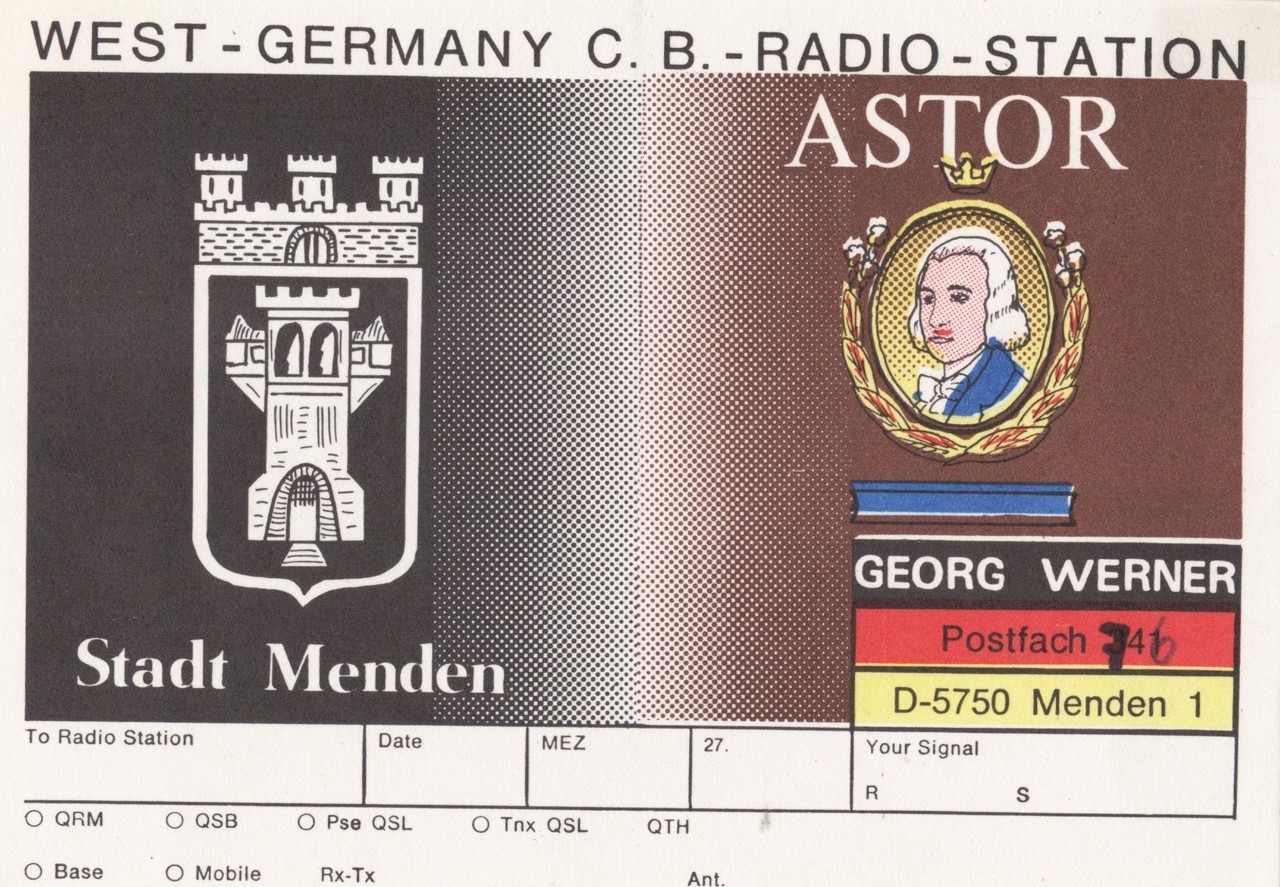 WEST-GERMANY C.B.-RADIO-STATION
ASTOR
Stadt Menden
GEORG WERNER
Postfach 746
D-5750 Menden 1
To Radio Station
Date
MEZ
27.
Your Signal
R S
QRM QSB Pse QSL Tnx QSL QTH
Base Mobile Rx-Tx Ant.